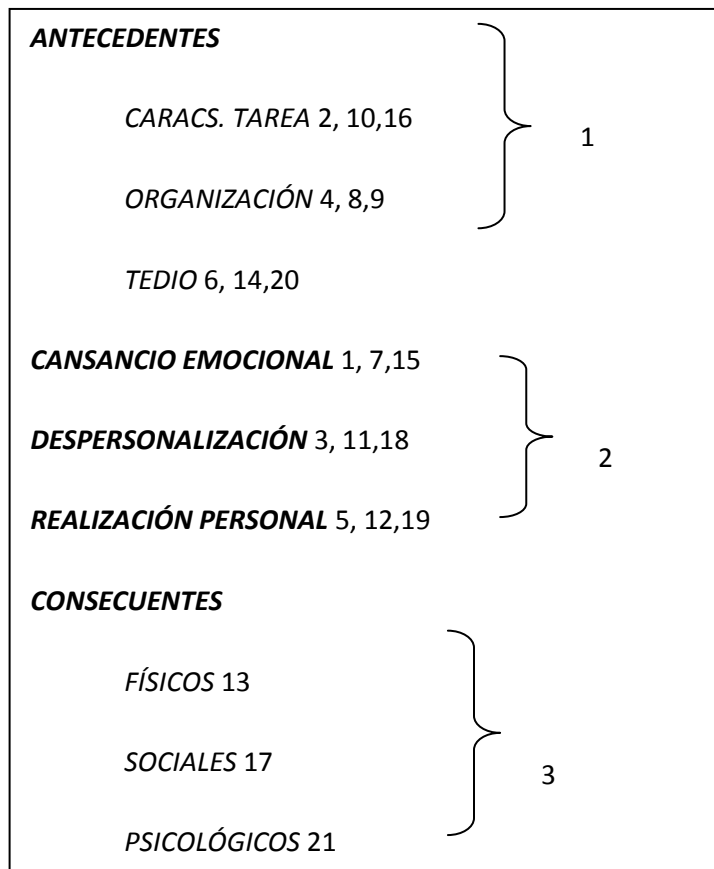 ANTECEDENTES
CARACS. TAREA 2, 10,16
1
ORGANIZACIÓN 4, 8,9
TEDIO 6, 14,20
CANSANCIO EMOCIONAL 1, 7,15
DESPERSONALIZACIÓN 3, 11,18
2
REALIZACIÓN PERSONAL 5, 12,19
CONSECUENTES
FÍSICOS 13
SOCIALES 17
3
PSICOLÓGICOS 21